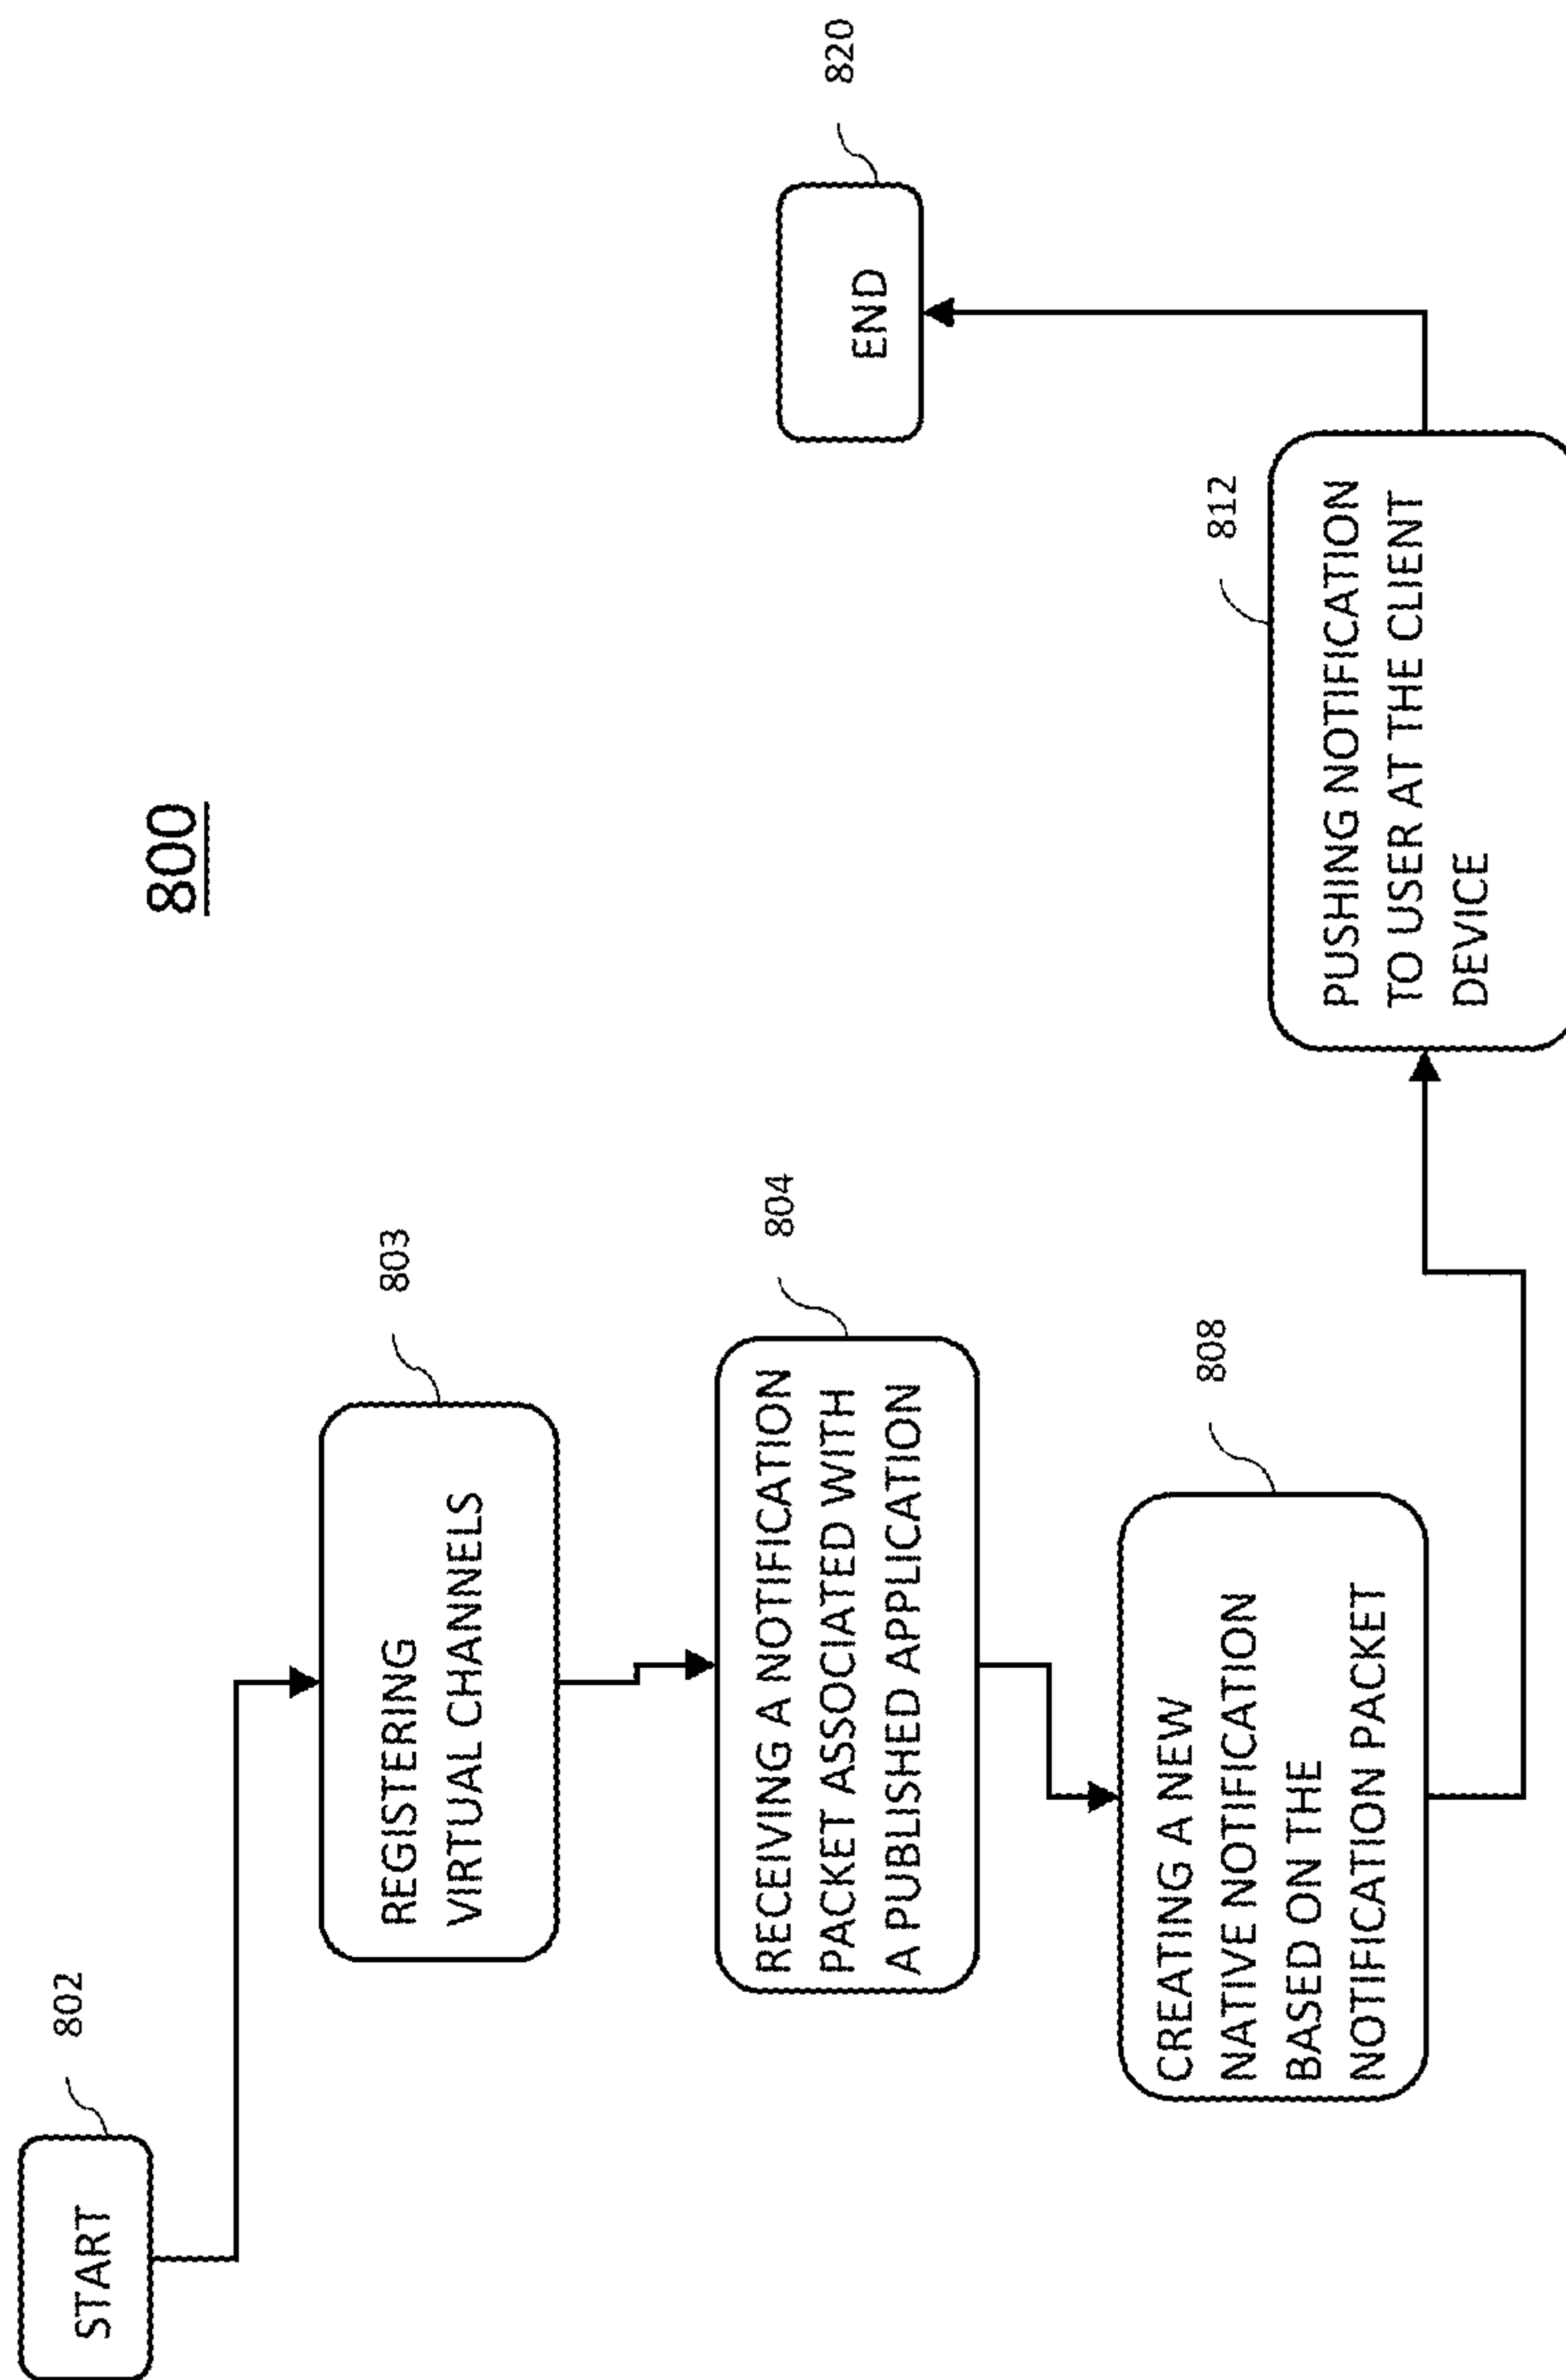 800
802
START
803
REGISTERING
VIRTUAL CHANNELS
804
RECEIVING A NOTIFICATION
PACKET ASSOCIATED WITH
A PUBLISHED APPLICATION
808
CREATING A NEW
NATIVE NOTIFICATION
BASED ON THE
NOTIFICATION PACKET
812
PUSHING NOTIFICATION
TO USER AT THE CLIENT
DEVICE
820
END